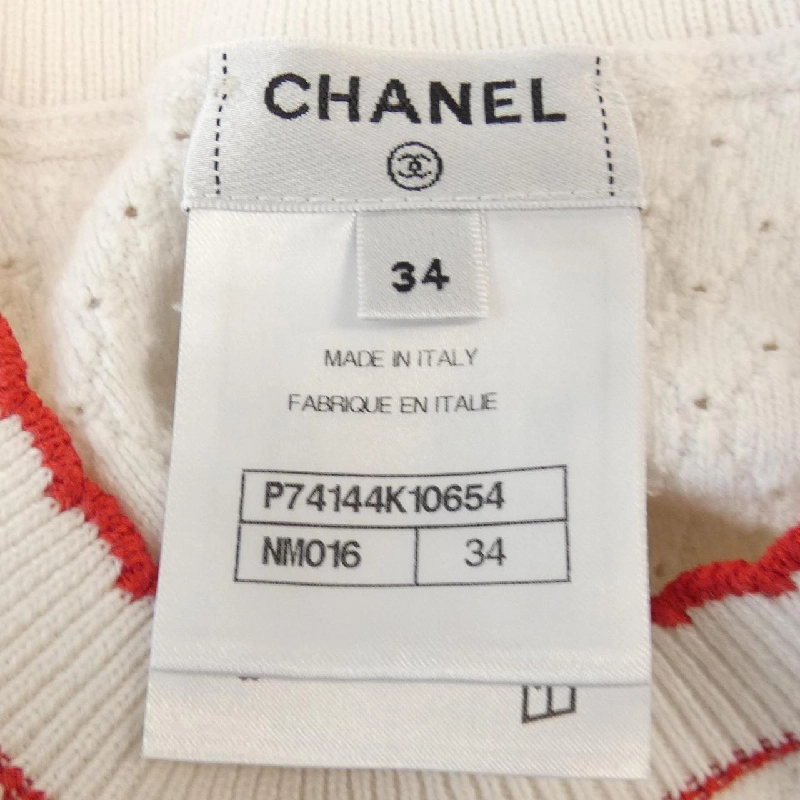 CHANEL
34
MADE IN ITALY
FABRIQUE EN ITALIE
P74144K10654
NM016 34